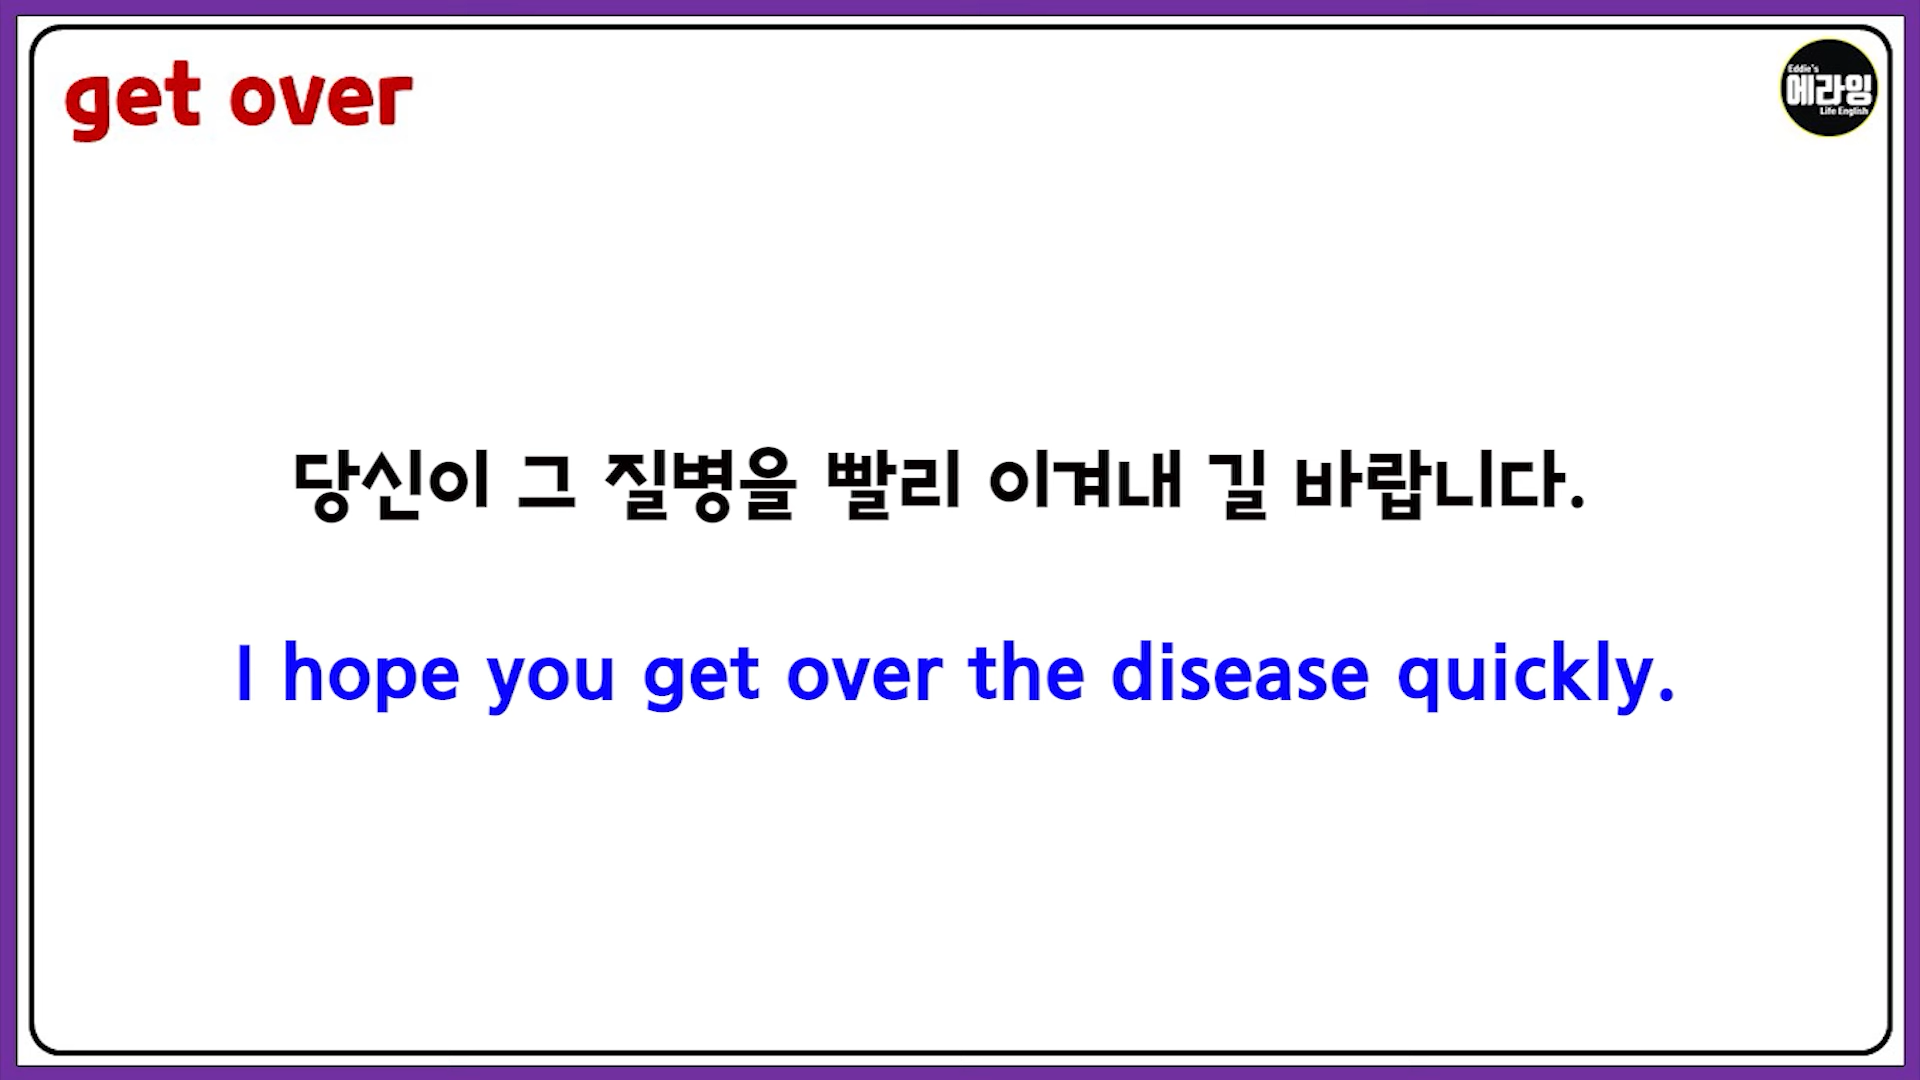 get over
Eddie's
에라잉
Life English
당신이 그 질병을 빨리 이겨내 길 바랍니다.
I hope you get over the disease quickly.